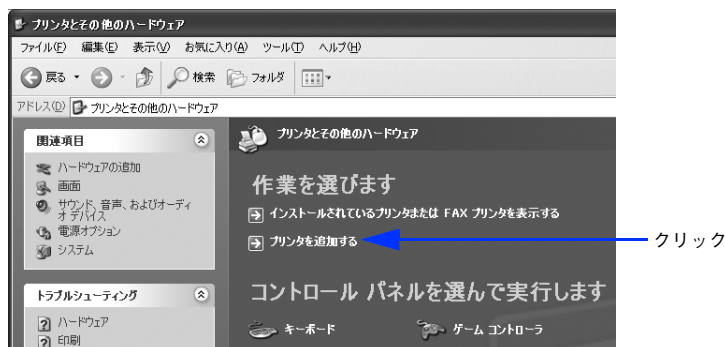 プリンタとその他のハードウェア
ファイル(F) 編集(E) 表示(V) お気に入り(A) ツール(T) ヘルプ(H)
戻る 検索 フォルダ
アドレス(D) プリンタとその他のハードウェア
関連項目
ハードウェアの追加
画面
サウンド、音声、およびオーディ
オ デバイス
電源オプション
システム
トラブルシューティング
ハードウェア
印刷
プリンタとその他のハードウェア
作業を選びます
インストールされているプリンタまたは FAX プリンタを表示する
プリンタを追加する
クリック
コントロール パネルを選んで実行します
キーボード
ゲーム コントローラ